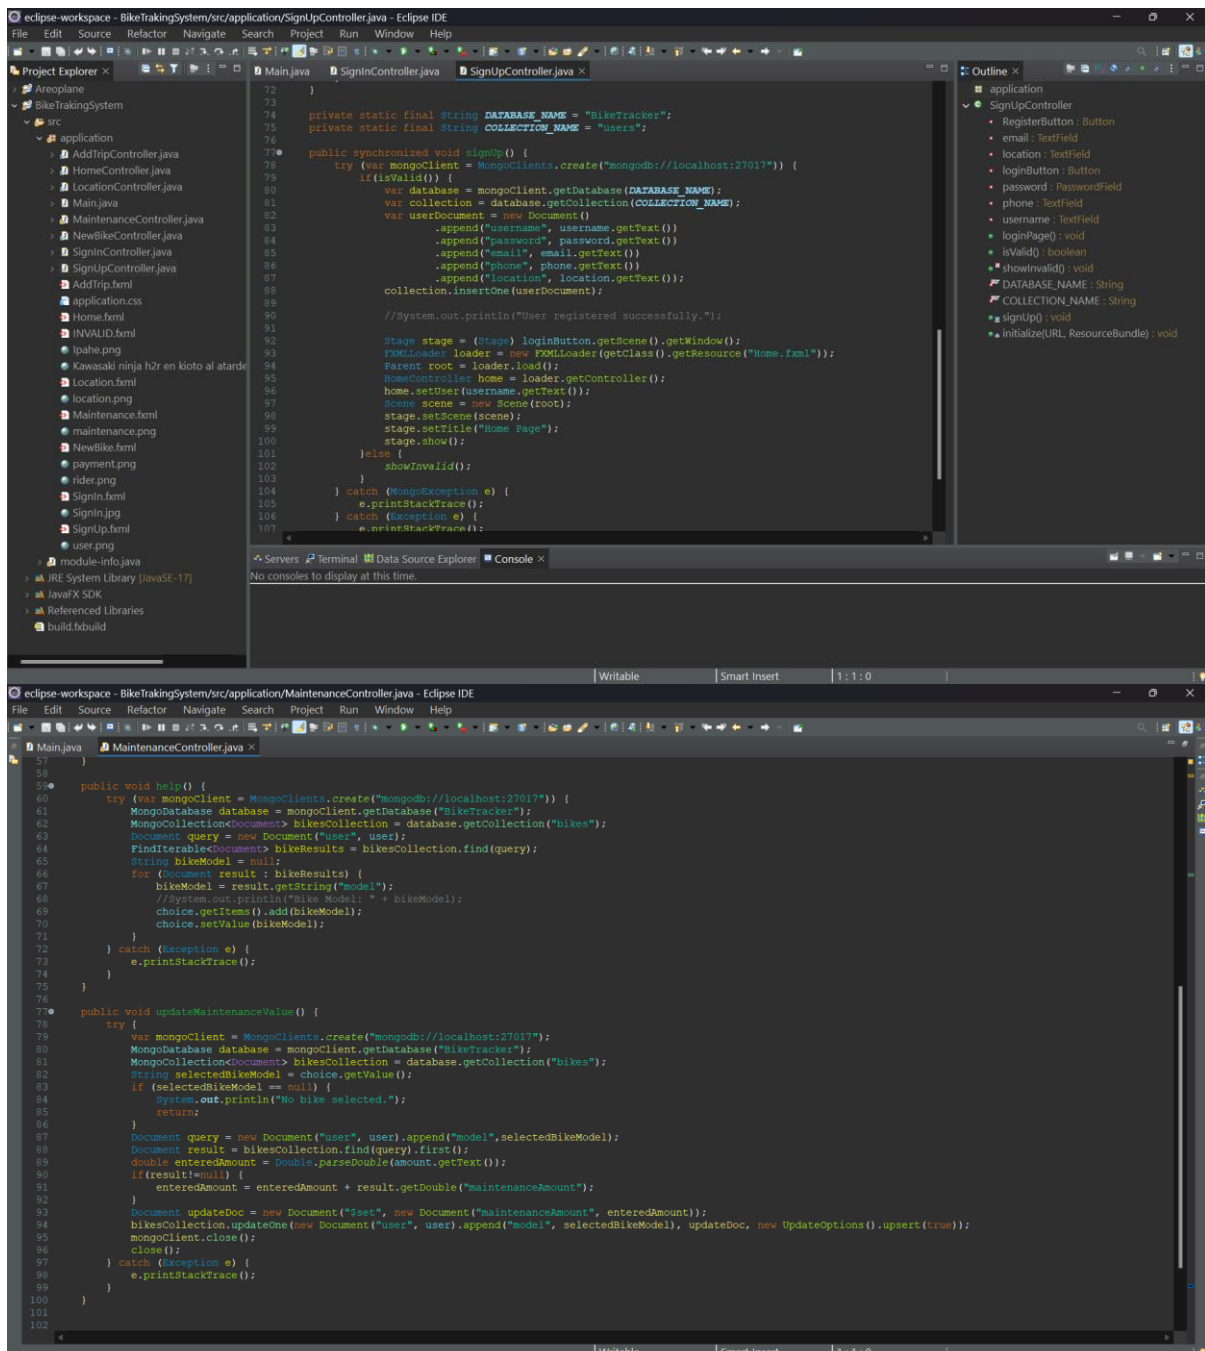 eclipse-workspace - BikeTrakingSystem/src/application/SignUpController.java - Eclipse IDE
File Edit Source Refactor Navigate Search Project Run Window Help
Project Explorer ×
Areoplane
BikeTrakingSystem
src
application
AddTripController.java
HomeController.java
LocationController.java
Main.java
MaintenanceController.java
NewBikeController.java
SignInController.java
SignUpController.java
AddTrip.fxml
application.css
Home.fxml
INVALID.fxml
Ipahe.png
Kawasaki ninja h2r en kioto al atarde
Location.fxml
location.png
Maintenance.fxml
maintenance.png
NewBike.fxml
payment.png
rider.png
SignIn.fxml
SignIn.jpg
SignUp.fxml
user.png
module-info.java
JRE System Library [JavaSE-17]
JavaFX SDK
Referenced Libraries
build.fxbuild
Main.java SignInController.java SignUpController.java ×
72 }
73
74 private static final String DATABASE_NAME = "BikeTracker";
75 private static final String COLLECTION_NAME = "users";
76
77 public synchronized void signUp() {
78 try (var mongoClient = MongoClients.create("mongodb://localhost:27017")) {
79 if(isValid()) {
80 var database = mongoClient.getDatabase(DATABASE_NAME);
81 var collection = database.getCollection(COLLECTION_NAME);
82 var userDocument = new Document()
83 .append("username", username.getText())
84 .append("password", password.getText())
85 .append("email", email.getText())
86 .append("phone", phone.getText())
87 .append("location", location.getText());
88 collection.insertOne(userDocument);
89
90 //System.out.println("User registered successfully.");
91
92 Stage stage = (Stage) loginButton.getScene().getWindow();
93 FXMLLoader loader = new FXMLLoader(getClass().getResource("Home.fxml"));
94 Parent root = loader.load();
95 HomeController home = loader.getController();
96 home.setUser(username.getText());
97 Scene scene = new Scene(root);
98 stage.setScene(scene);
99 stage.setTitle("Home Page");
100 stage.show();
101 }else {
102 showInvalid();
103 }
104 } catch (MongoException e) {
105 e.printStackTrace();
106 } catch (Exception e) {
107 e.printStackTrace();
Outline ×
application
SignUpController
RegisterButton : Button
email : TextField
location : TextField
loginButton : Button
password : PasswordField
phone : TextField
username : TextField
loginPage() : void
isValid() : boolean
showInvalid() : void
DATABASE_NAME : String
COLLECTION_NAME : String
signUp() : void
initialize(URL, ResourceBundle) : void
Servers Terminal Data Source Explorer Console ×
No consoles to display at this time.
Writable Smart Insert 1 : 1 : 0
eclipse-workspace - BikeTrakingSystem/src/application/MaintenanceController.java - Eclipse IDE
File Edit Source Refactor Navigate Search Project Run Window Help
Main.java MaintenanceController.java ×
57 }
58
59 public void help() {
60 try (var mongoClient = MongoClients.create("mongodb://localhost:27017")) {
61 MongoDatabase database = mongoClient.getDatabase("BikeTracker");
62 MongoCollection<Document> bikesCollection = database.getCollection("bikes");
63 Document query = new Document("user", user);
64 FindIterable<Document> bikeResults = bikesCollection.find(query);
65 String bikeModel = null;
66 for (Document result : bikeResults) {
67 bikeModel = result.getString("model");
68 //System.out.println("Bike Model: " + bikeModel);
69 choice.getItems().add(bikeModel);
70 choice.setValue(bikeModel);
71 }
72 } catch (Exception e) {
73 e.printStackTrace();
74 }
75 }
76
77 public void updateMaintenanceValue() {
78 try {
79 var mongoClient = MongoClients.create("mongodb://localhost:27017");
80 MongoDatabase database = mongoClient.getDatabase("BikeTracker");
81 MongoCollection<Document> bikesCollection = database.getCollection("bikes");
82 String selectedBikeModel = choice.getValue();
83 if (selectedBikeModel == null) {
84 System.out.println("No bike selected.");
85 return;
86 }
87 Document query = new Document("user", user).append("model",selectedBikeModel);
88 Document result = bikesCollection.find(query).first();
89 double enteredAmount = Double.parseDouble(amount.getText());
90 if(result!=null) {
91 enteredAmount = enteredAmount + result.getDouble("maintenanceAmount");
92 }
93 Document updateDoc = new Document("$set", new Document("maintenanceAmount", enteredAmount));
94 bikesCollection.updateOne(new Document("user", user).append("model", selectedBikeModel), updateDoc, new UpdateOptions().upsert(true));
95 mongoClient.close();
96 close();
97 } catch (Exception e) {
98 e.printStackTrace();
99 }
100 }
101
102
Writable Smart Insert 1 : 1 : 0